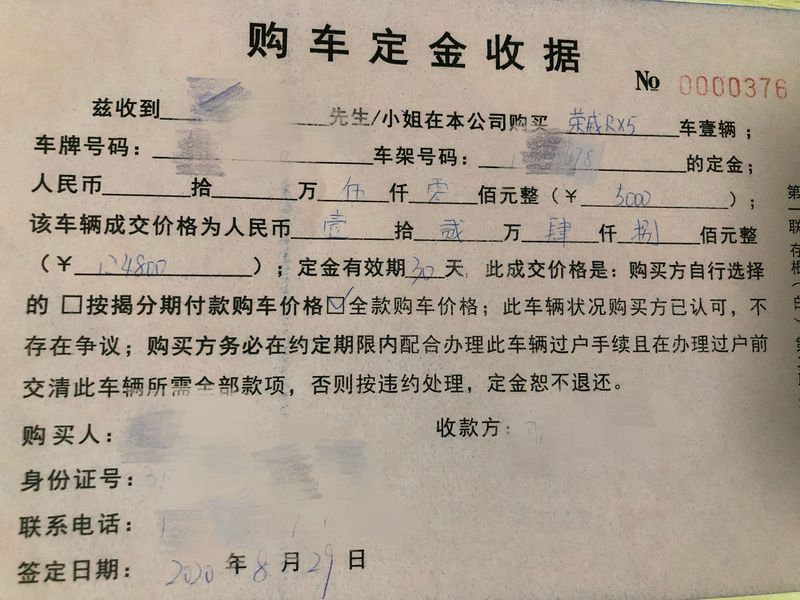 购车定金收据
№ 0000376
兹收到 先生/小姐在本公司购买 荣威RX5 车壹辆；
车牌号码： 车架号码： 的定金；
人民币 拾 万 伍 仟 零 佰元整（￥ 5000 ）；
该车辆成交价格为人民币 壹 拾 贰 万 肆 仟 捌 佰元整
（￥ 124800 ）；定金有效期 30 天，此成交价格是：购买方自行选择
的 □按揭分期付款购车价格☑全款购车价格；此车辆状况购买方已认可，不
存在争议；购买方务必在约定期限内配合办理此车辆过户手续且在办理过户前
交清此车辆所需全部款项，否则按违约处理，定金恕不退还。
购买人：
收款方：
身份证号：
联系电话：
签定日期： 2020 年 8 月 29 日
第
联
存
根
（
白